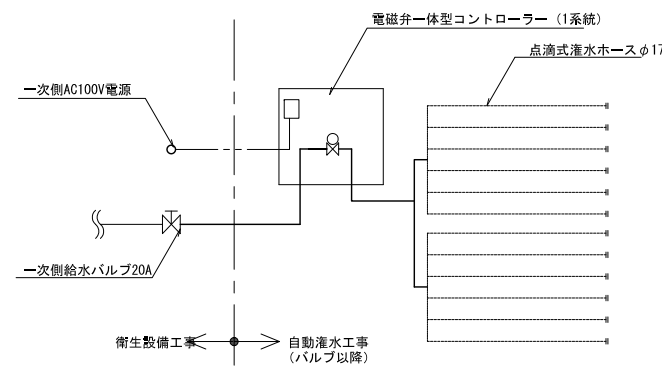 電磁弁一体型コントローラー（1系統）
点滴式潅水ホースφ17
一次側AC100V電源
一次側給水バルブ20A
衛生設備工事
自動潅水工事
(バルブ以降)